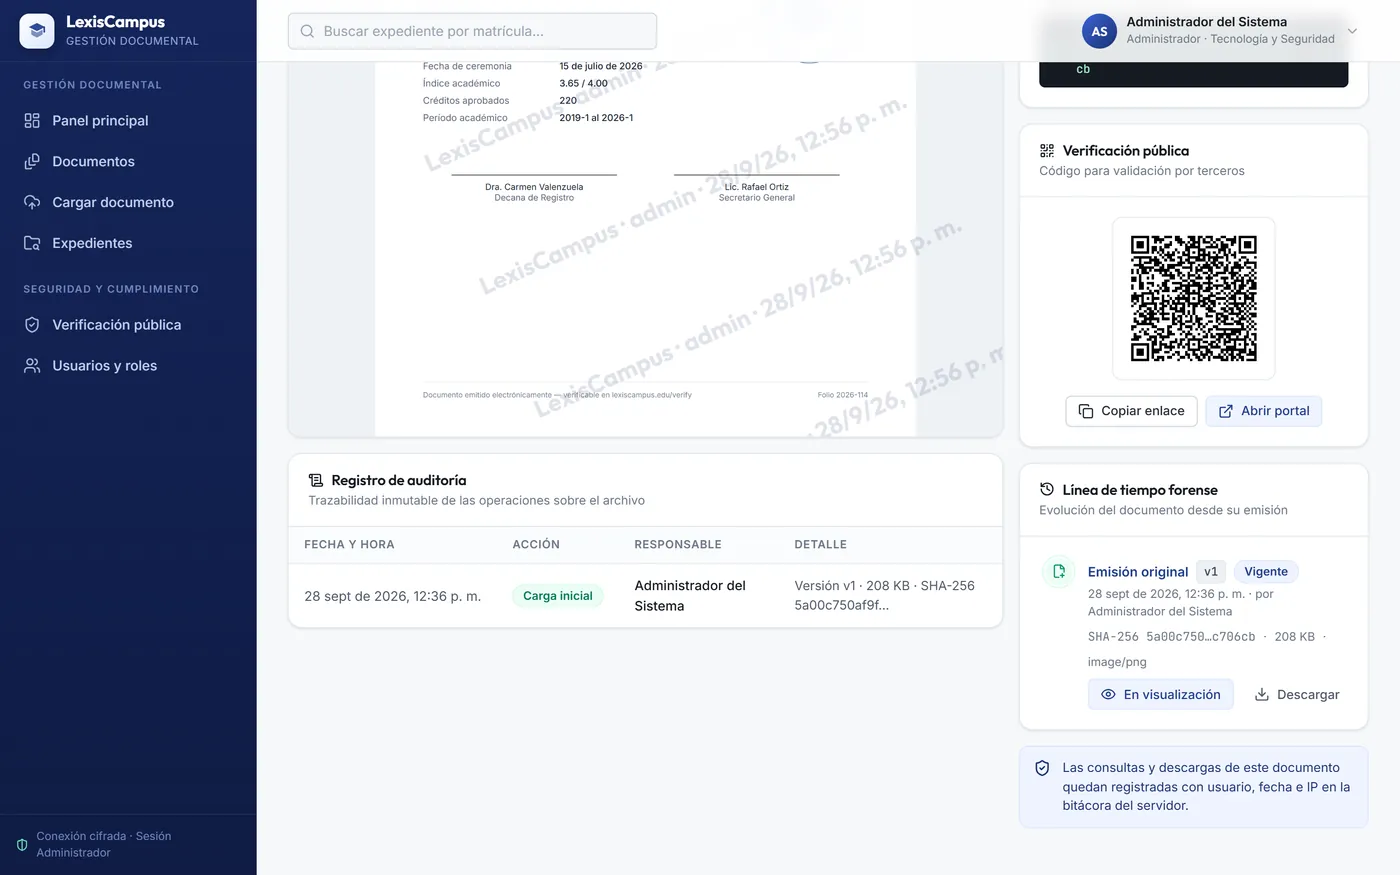 LexisCampus
GESTIÓN DOCUMENTAL
GESTIÓN DOCUMENTAL
Panel principal
Documentos
Cargar documento
Expedientes
SEGURIDAD Y CUMPLIMIENTO
Verificación pública
Usuarios y roles
Conexión cifrada · Sesión
Administrador
Buscar expediente por matrícula...
AS
Administrador del Sistema
Administrador · Tecnología y Seguridad
Fecha de ceremonia 15 de julio de 2026
Índice académico 3.65 / 4.00
Créditos aprobados 220
Período académico 2019-1 al 2026-1
Dra. Carmen Valenzuela
Decana de Registro
Lic. Rafael Ortiz
Secretario General
LexisCampus · admin · 28/9/26, 12:56 p. m.
LexisCampus · admin · 28/9/26, 12:56 p. m.
LexisCampus · admin · 28/9/26, 12:56 p. m.
28/9/26, 12:56 p. m.
Documento emitido electrónicamente — verificable en lexiscampus.edu/verify
Folio 2026-114
Registro de auditoría
Trazabilidad inmutable de las operaciones sobre el archivo
FECHA Y HORA ACCIÓN RESPONSABLE DETALLE
28 sept de 2026, 12:36 p. m. Carga inicial Administrador del Sistema Versión v1 · 208 KB · SHA-256
5a00c750af9f...
cb
Verificación pública
Código para validación por terceros
Copiar enlace
Abrir portal
Línea de tiempo forense
Evolución del documento desde su emisión
Emisión original v1 Vigente
28 sept de 2026, 12:36 p. m. · por
Administrador del Sistema
SHA-256 5a00c750…c706cb · 208 KB ·
image/png
En visualización
Descargar
Las consultas y descargas de este documento
quedan registradas con usuario, fecha e IP en la
bitácora del servidor.